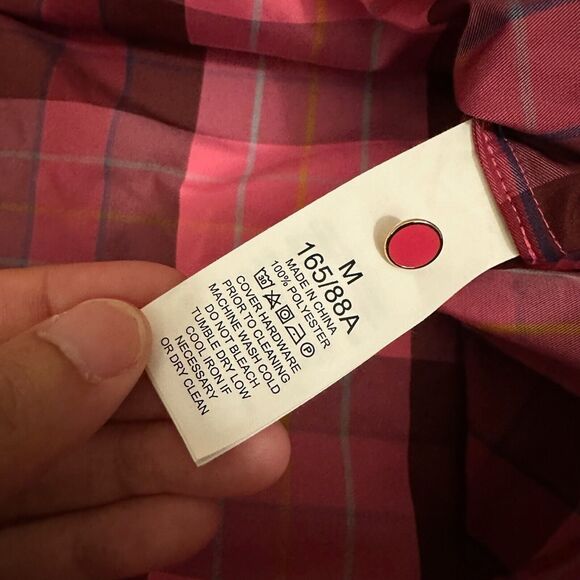 M
165/88A
MADE IN CHINA
100% POLYESTER
30 P
COVER HARDWARE
PRIOR TO CLEANING
MACHINE WASH COLD
DO NOT BLEACH
TUMBLE DRY LOW
COOL IRON IF
NECESSARY
OR DRY CLEAN